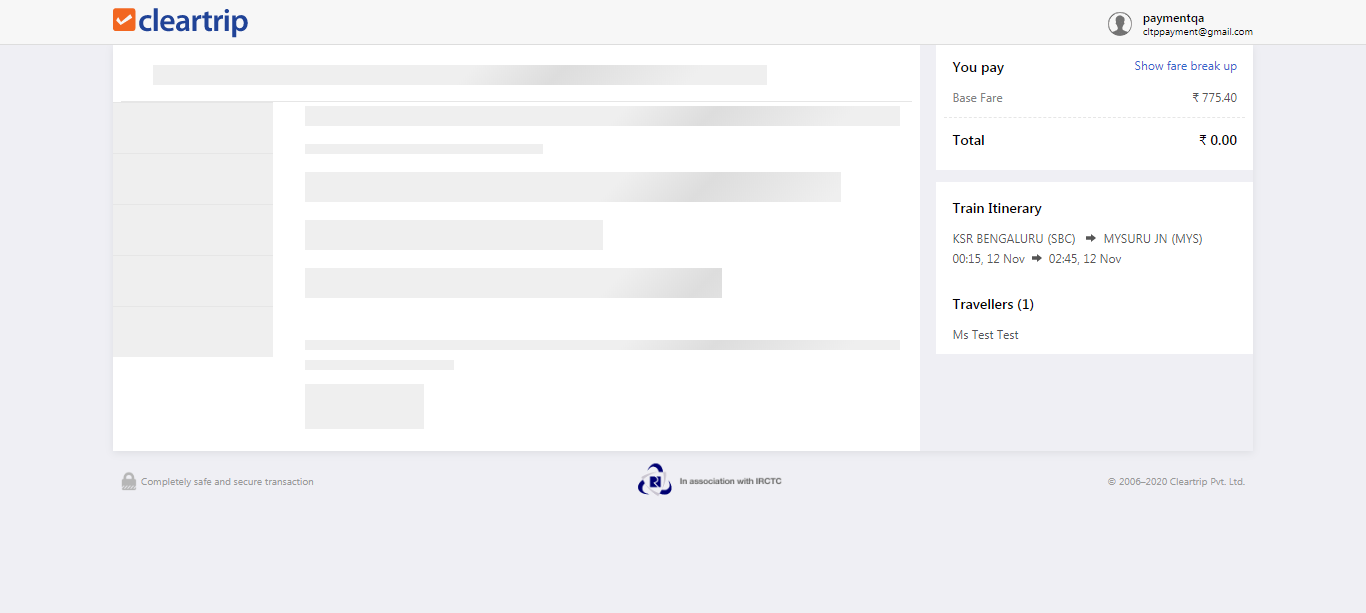 cleartrip
paymentqa
cltppayment@gmail.com
You pay Show fare break up
Base Fare ₹ 775.40
Total ₹ 0.00
Train Itinerary
KSR BENGALURU (SBC) → MYSURU JN (MYS)
00:15, 12 Nov → 02:45, 12 Nov
Travellers (1)
Ms Test Test
Completely safe and secure transaction
In association with IRCTC
© 2006–2020 Cleartrip Pvt. Ltd.